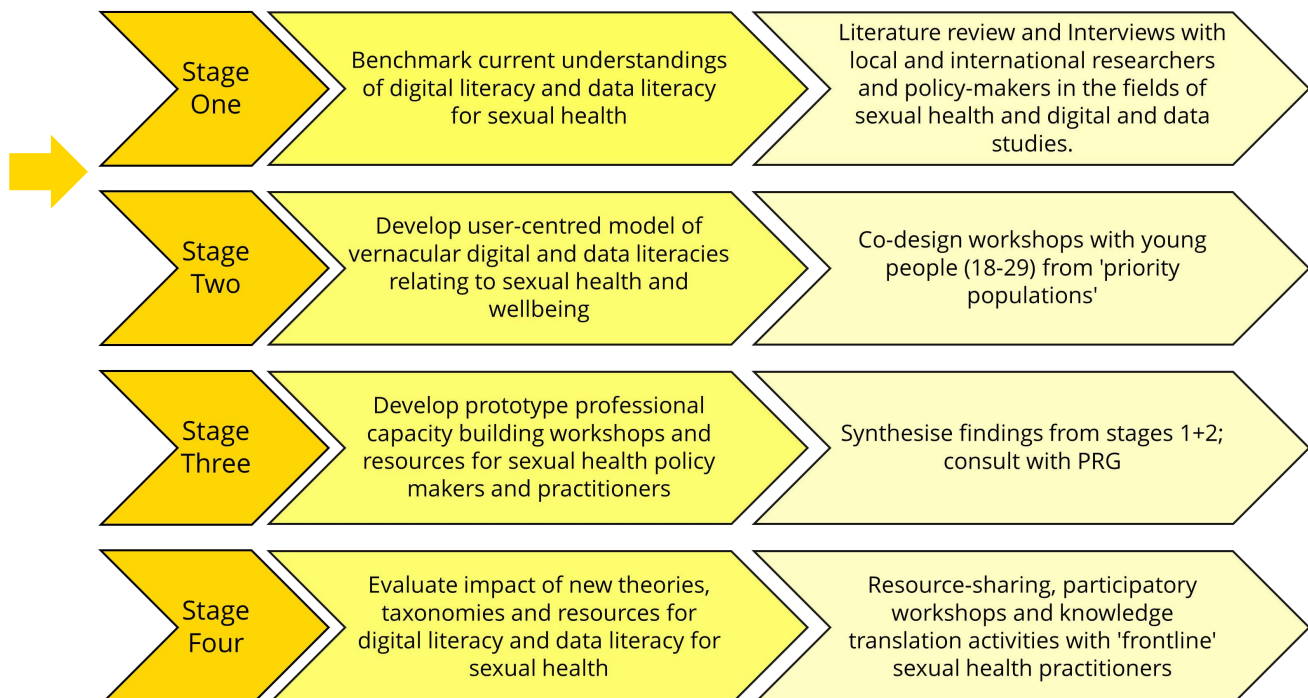 Stage
One
Benchmark current understandings
of digital literacy and data literacy
for sexual health
Literature review and Interviews with
local and international researchers
and policy-makers in the fields of
sexual health and digital and data
studies.
Stage
Two
Develop user-centred model of
vernacular digital and data literacies
relating to sexual health and
wellbeing
Co-design workshops with young
people (18-29) from 'priority
populations'
Stage
Three
Develop prototype professional
capacity building workshops and
resources for sexual health policy
makers and practitioners
Synthesise findings from stages 1+2;
consult with PRG
Stage
Four
Evaluate impact of new theories,
taxonomies and resources for
digital literacy and data literacy for
sexual health
Resource-sharing, participatory
workshops and knowledge
translation activities with 'frontline'
sexual health practitioners